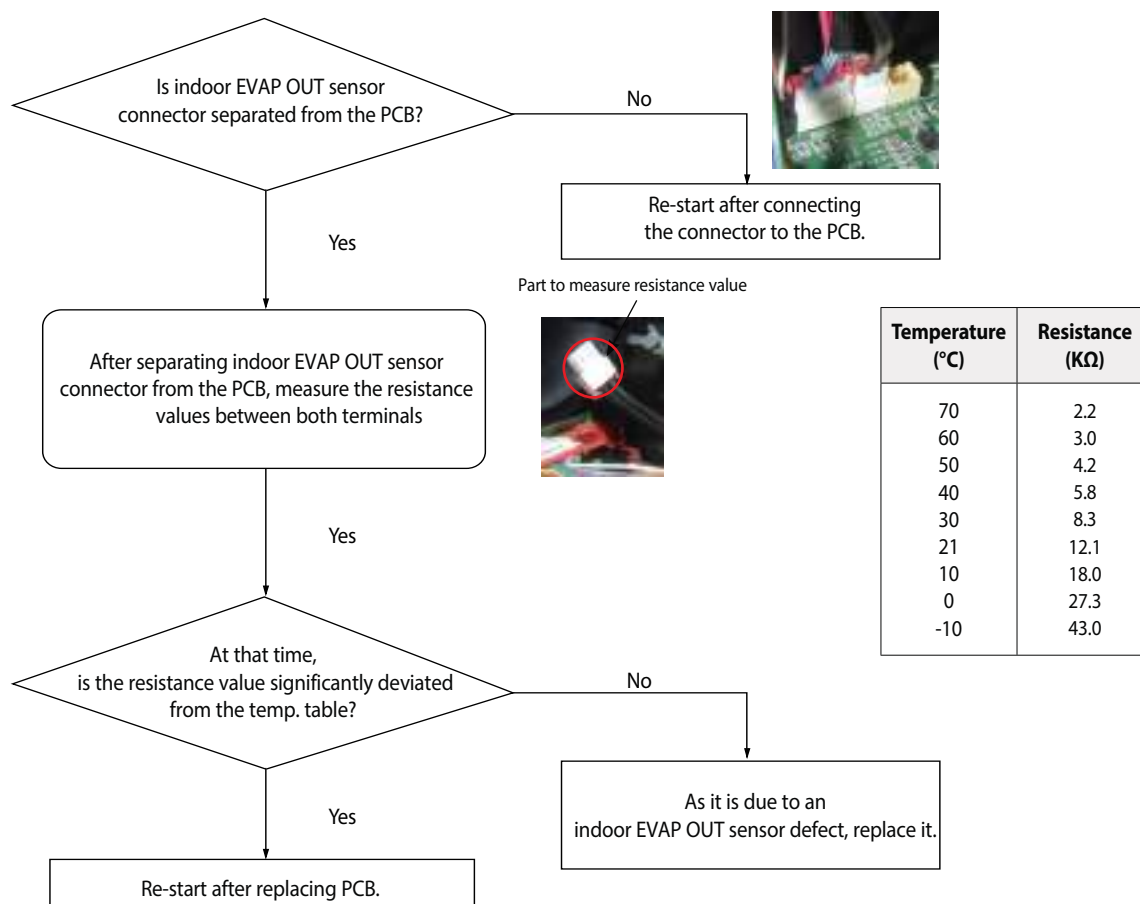 Is indoor EVAP OUT sensor
connector separated from the PCB?
No
Re-start after connecting
the connector to the PCB.
Yes
Part to measure resistance value
After separating indoor EVAP OUT sensor
connector from the PCB, measure the resistance
values between both terminals
Temperature Resistance
(°C) (KΩ)
70 2.2
60 3.0
50 4.2
40 5.8
30 8.3
21 12.1
10 18.0
0 27.3
-10 43.0
Yes
At that time,
is the resistance value significantly deviated
from the temp. table?
No
As it is due to an
indoor EVAP OUT sensor defect, replace it.
Yes
Re-start after replacing PCB.